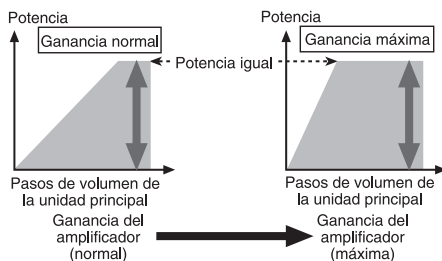 Potencia
Ganancia normal
Potencia igual
Pasos de volumen de
la unidad principal
Ganancia del
amplificador
(normal)
Potencia
Ganancia máxima
Pasos de volumen de
la unidad principal
Ganancia del
amplificador
(máxima)